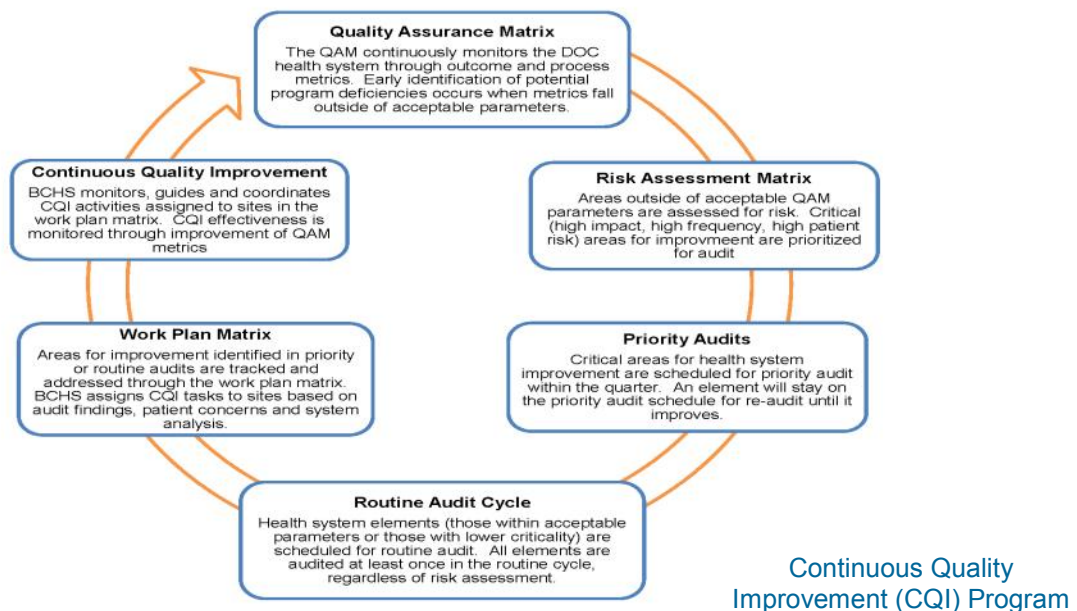 Quality Assurance Matrix
The QAM continuously monitors the DOC
health system through outcome and process
metrics. Early identification of potential
program deficiencies occurs when metrics fall
outside of acceptable parameters.
Risk Assessment Matrix
Areas outside of acceptable QAM
parameters are assessed for risk. Critical
(high impact, high frequency, high patient
risk) areas for improvmeent are prioritized
for audit
Priority Audits
Critical areas for health system
improvement are scheduled for priority audit
within the quarter. An element will stay on
the priority audit schedule for re-audit until it
improves.
Routine Audit Cycle
Health system elements (those within acceptable
parameters or those with lower criticality) are
scheduled for routine audit. All elements are
audited at least once in the routine cycle,
regardless of risk assessment.
Work Plan Matrix
Areas for improvement identified in priority
or routine audits are tracked and
addressed through the work plan matrix.
BCHS assigns CQI tasks to sites based on
audit findings, patient concerns and system
analysis.
Continuous Quality Improvement
BCHS monitors, guides and coordinates
CQI activities assigned to sites in the
work plan matrix. CQI effectiveness is
monitored through improvement of QAM
metrics
Continuous Quality
Improvement (CQI) Program